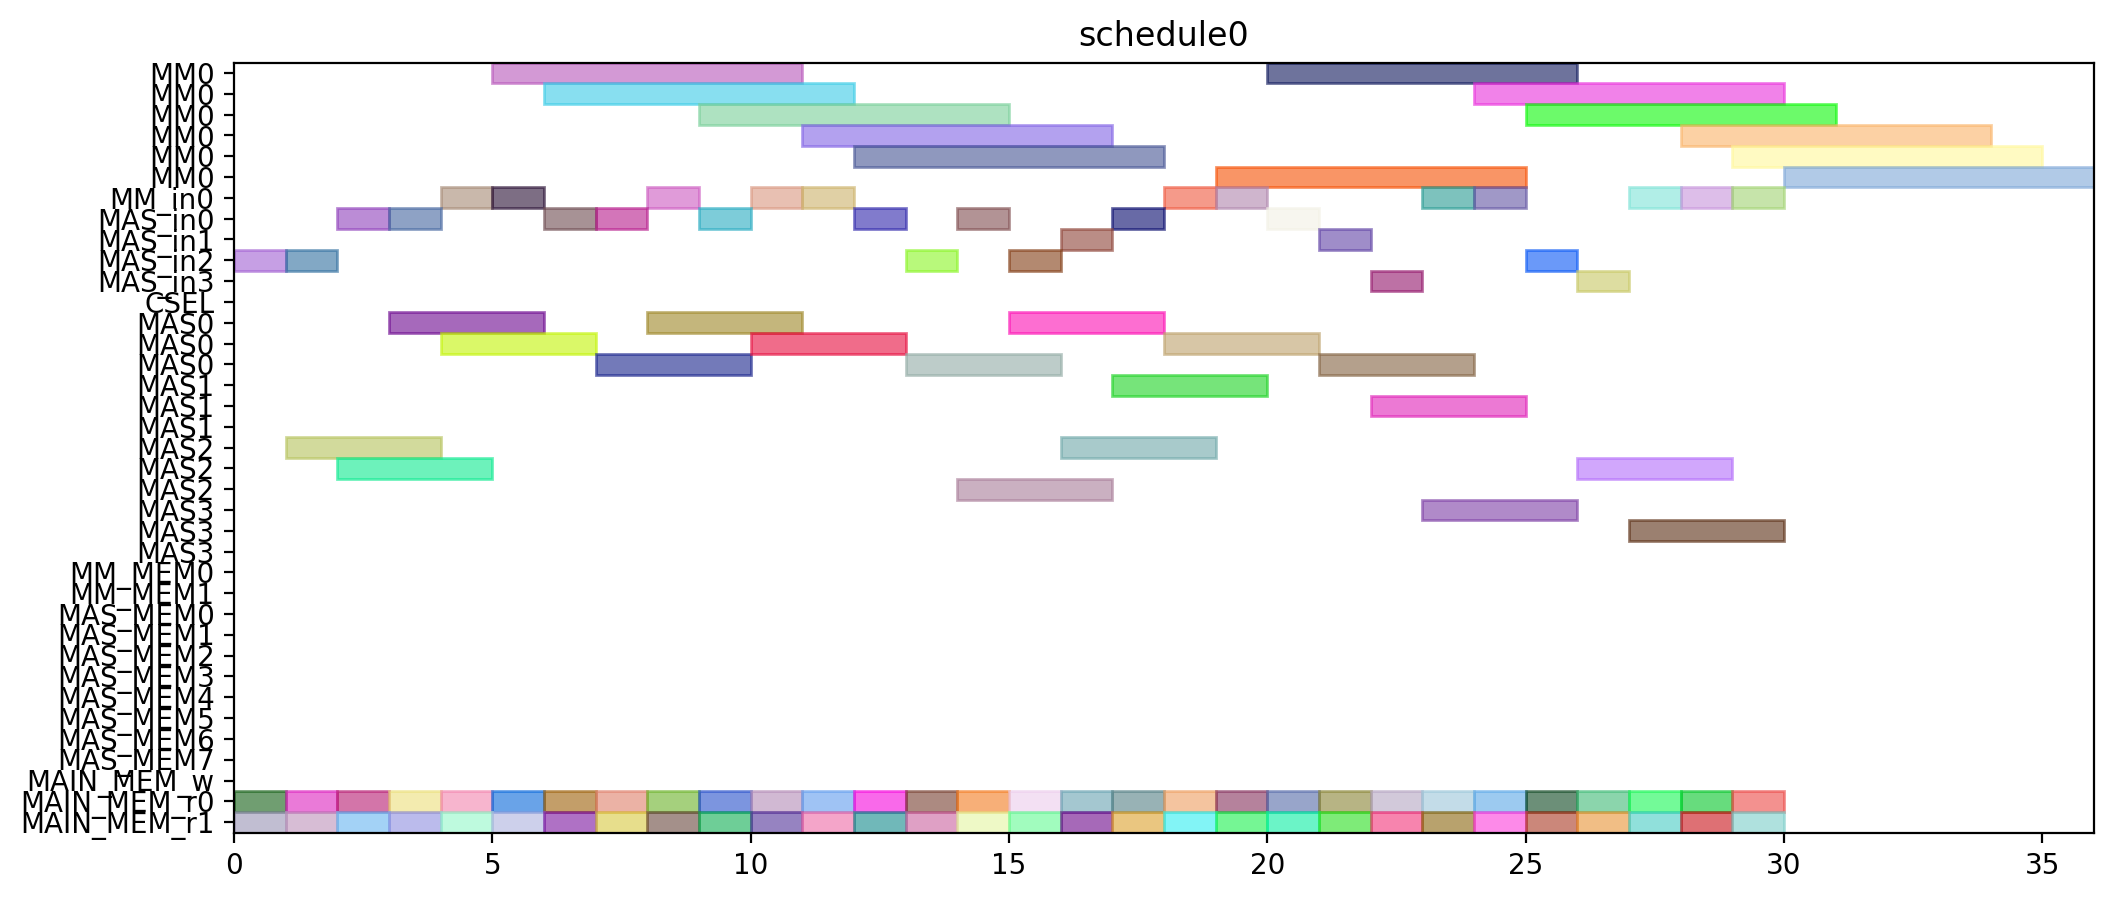 schedule0
MM0
MM0
MM0
MM0
MM0
MM0
MM_in0
MAS_in0
MAS_in1
MAS_in2
MAS_in3
CSEL
MAS0
MAS0
MAS0
MAS1
MAS1
MAS1
MAS2
MAS2
MAS2
MAS3
MAS3
MAS3
MM_MEM0
MM_MEM1
MAS_MEM0
MAS_MEM1
MAS_MEM2
MAS_MEM3
MAS_MEM4
MAS_MEM5
MAS_MEM6
MAS_MEM7
MAIN_MEM_w
MAIN_MEM_r0
MAIN_MEM_r1
0 5 10 15 20 25 30 35